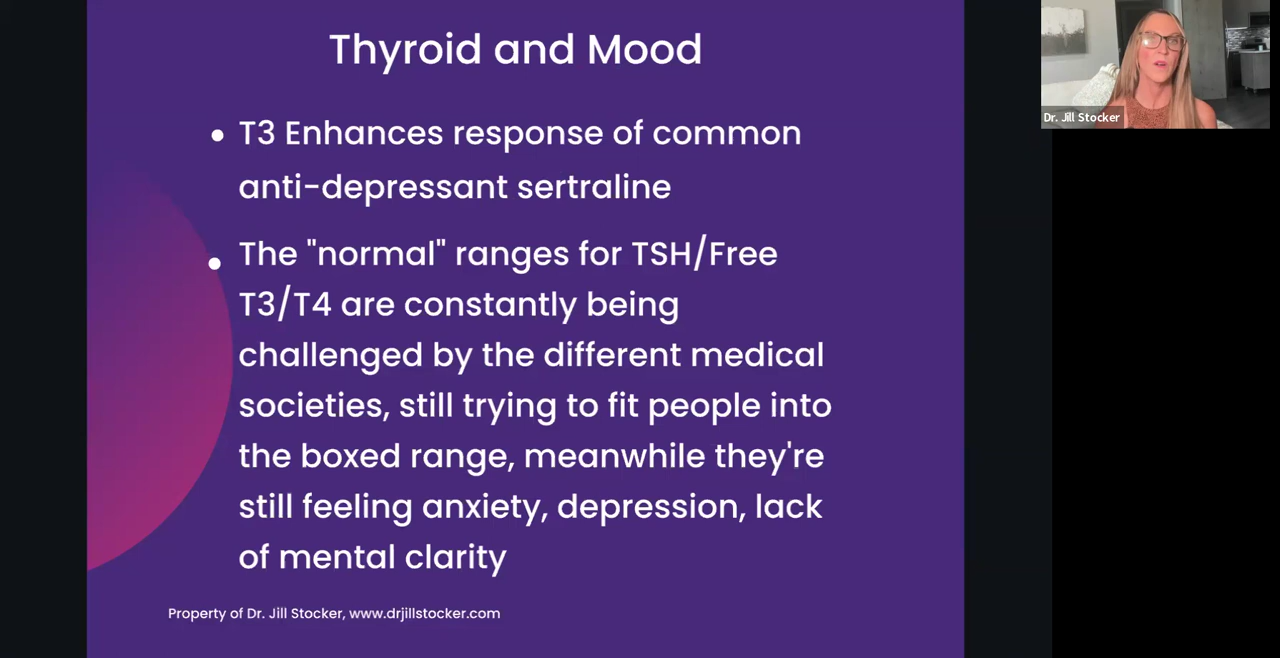 Thyroid and Mood
T3 Enhances response of common
anti-depressant sertraline
The "normal" ranges for TSH/Free
T3/T4 are constantly being
challenged by the different medical
societies, still trying to fit people into
the boxed range, meanwhile they're
still feeling anxiety, depression, lack
of mental clarity
Property of Dr. Jill Stocker, www.drjillstocker.com
Dr. Jill Stocker